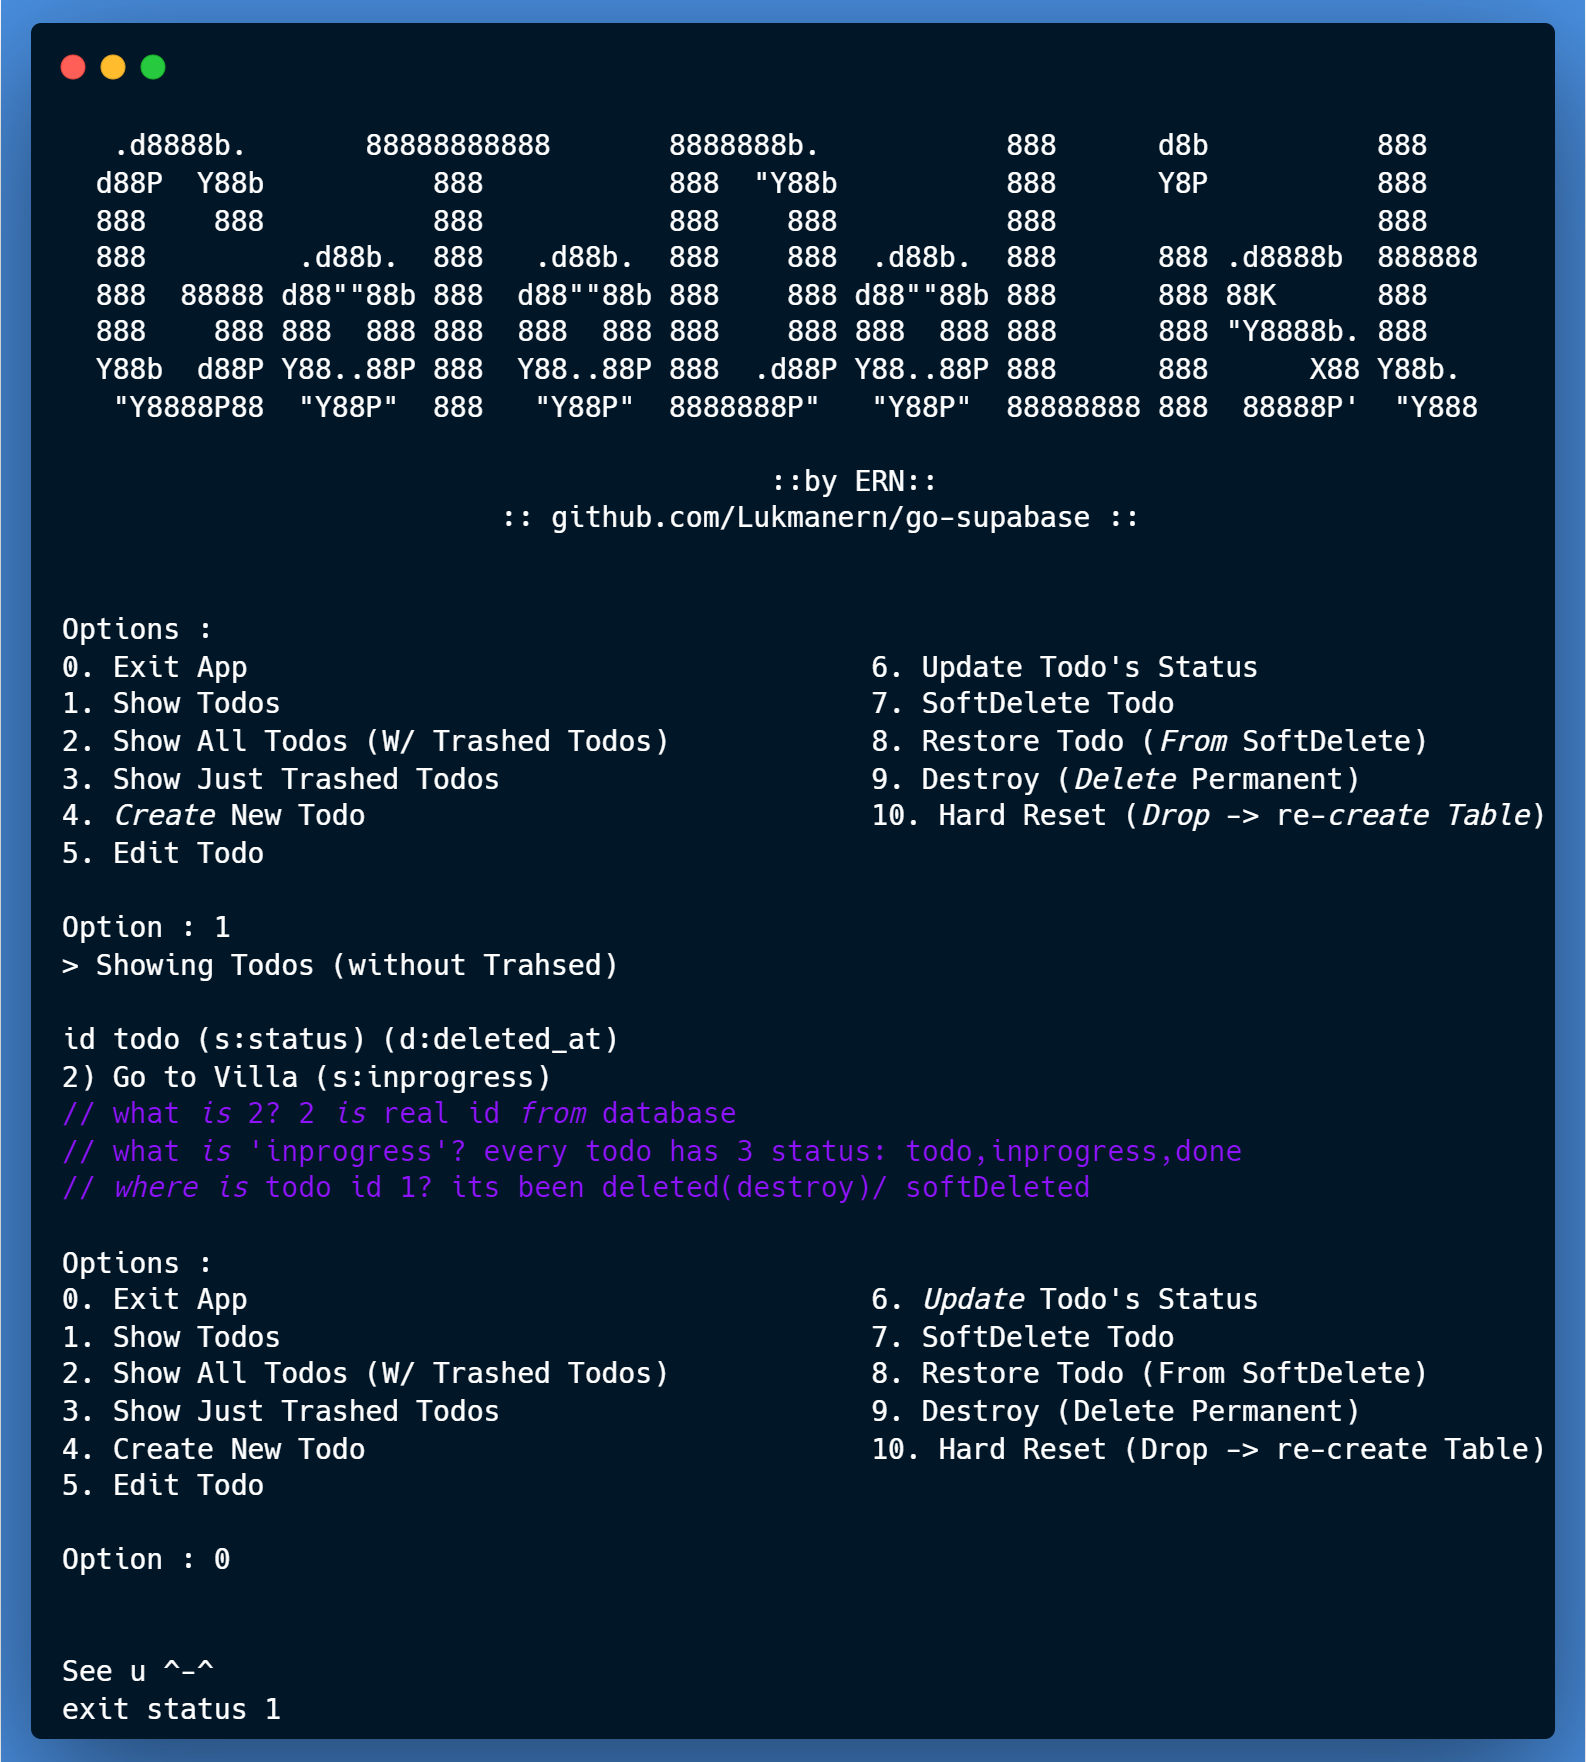 .d8888b.       88888888888       8888888b.           888      d8b          888
  d88P  Y88b          888           888  "Y88b          888      Y8P          888
  888    888          888           888    888          888                   888
  888         .d88b.  888   .d88b.  888    888  .d88b.  888      888 .d8888b  888888
  888  88888 d88""88b 888  d88""88b 888    888 d88""88b 888      888 88K      888
  888    888 888  888 888  888  888 888    888 888  888 888      888 "Y8888b. 888
  Y88b  d88P Y88..88P 888  Y88..88P 888  .d88P Y88..88P 888      888      X88 Y88b.
   "Y8888P88  "Y88P"  888   "Y88P"  8888888P"   "Y88P"  88888888 888  88888P'  "Y888
::by ERN::
:: github.com/Lukmanern/go-supabase ::
Options :
0. Exit App                                     6. Update Todo's Status
1. Show Todos                                   7. SoftDelete Todo
2. Show All Todos (W/ Trashed Todos)            8. Restore Todo (From SoftDelete)
3. Show Just Trashed Todos                      9. Destroy (Delete Permanent)
4. Create New Todo                              10. Hard Reset (Drop -> re-create Table)
5. Edit Todo
Option : 1
> Showing Todos (without Trahsed)
id todo (s:status) (d:deleted_at)
2) Go to Villa (s:inprogress)
// what is 2? 2 is real id from database
// what is 'inprogress'? every todo has 3 status: todo,inprogress,done
// where is todo id 1? its been deleted(destroy)/ softDeleted
Options :
0. Exit App                                     6. Update Todo's Status
1. Show Todos                                   7. SoftDelete Todo
2. Show All Todos (W/ Trashed Todos)            8. Restore Todo (From SoftDelete)
3. Show Just Trashed Todos                      9. Destroy (Delete Permanent)
4. Create New Todo                              10. Hard Reset (Drop -> re-create Table)
5. Edit Todo
Option : 0
See u ^-^
exit status 1